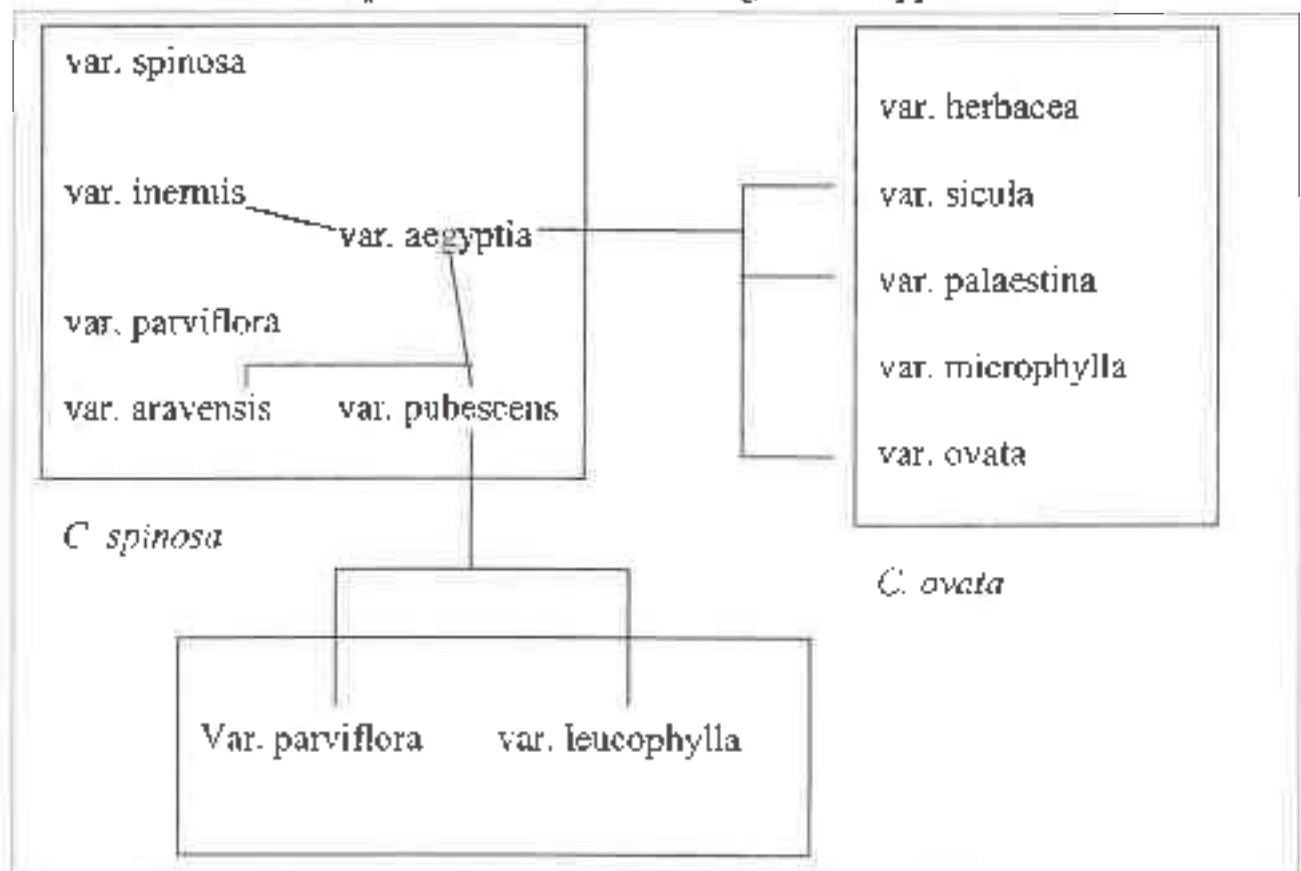 var. spinosa
var. inermis
var. aegyptia
var. parviflora
var. aravensis var. pubescens
C spinosa
var. herbacea
var. sicula
var. palaestina
var. microphylla
var. ovata
C. ovata
Var. parviflora var. leucophylla